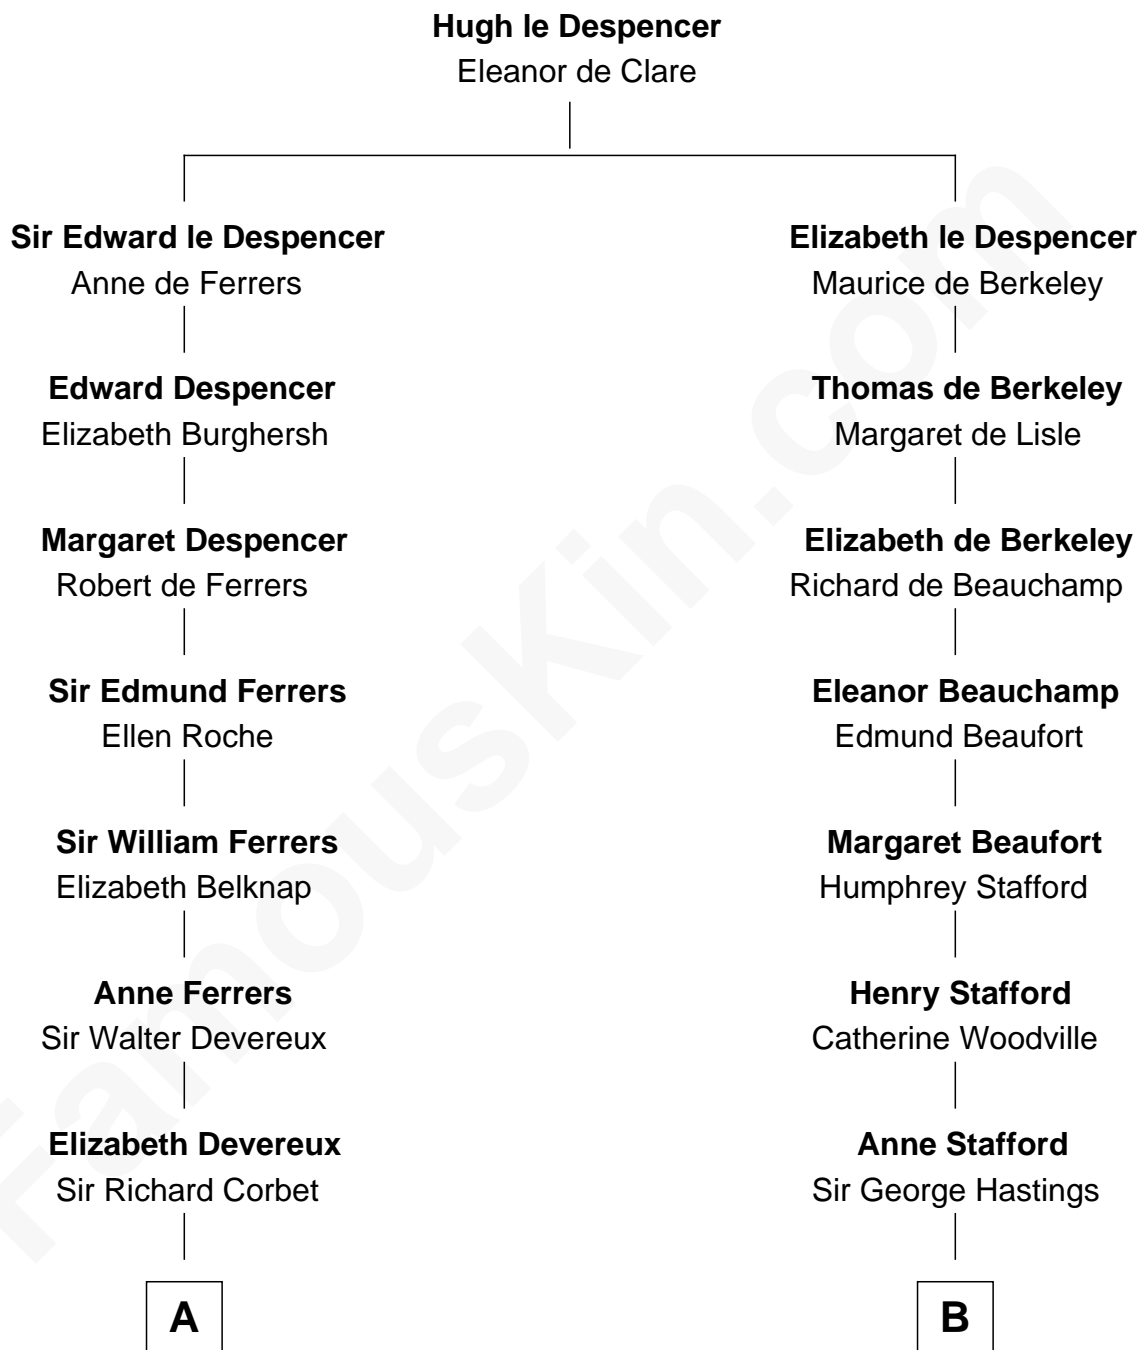 Hugh le Despencer
Eleanor de Clare
Sir Edward le Despencer
Anne de Ferrers
Elizabeth le Despencer
Maurice de Berkeley
Edward Despencer
Elizabeth Burghersh
Thomas de Berkeley
Margaret de Lisle
Margaret Despencer
Robert de Ferrers
Elizabeth de Berkeley
Richard de Beauchamp
Sir Edmund Ferrers
Ellen Roche
Eleanor Beauchamp
Edmund Beaufort
Sir William Ferrers
Elizabeth Belknap
Margaret Beaufort
Humphrey Stafford
Anne Ferrers
Sir Walter Devereux
Henry Stafford
Catherine Woodville
Elizabeth Devereux
Sir Richard Corbet
Anne Stafford
Sir George Hastings
A
B
FamousKin.com